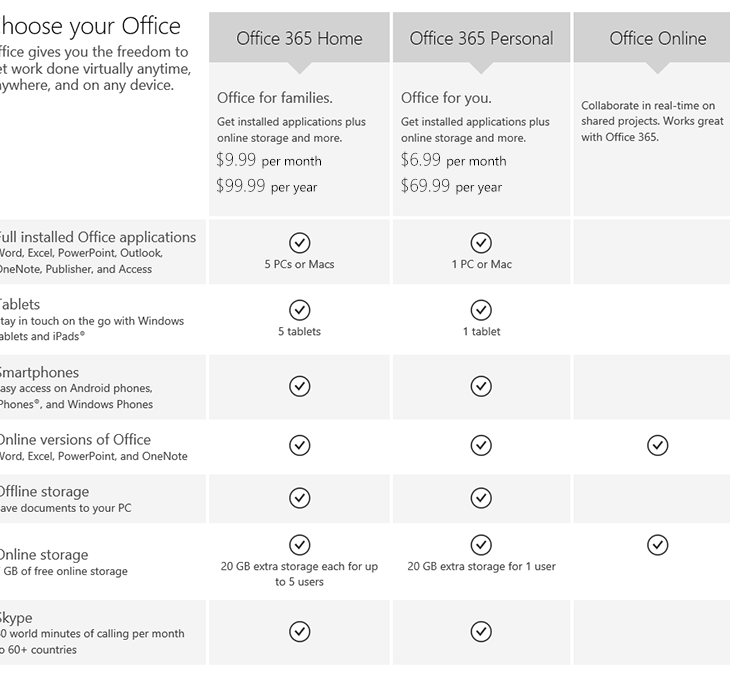 hoose your Office
ffice gives you the freedom to
et work done virtually anytime,
nywhere, and on any device.
Office 365 Home
Office 365 Personal
Office Online
Office for families.
Get installed applications plus
online storage and more.
$9.99 per month
$99.99 per year
Office for you.
Get installed applications plus
online storage and more.
$6.99 per month
$69.99 per year
Collaborate in real-time on
shared projects. Works great
with Office 365.
Full installed Office applications
Word, Excel, PowerPoint, Outlook,
OneNote, Publisher, and Access
5 PCs or Macs
1 PC or Mac
Tablets
tay in touch on the go with Windows
ablets and iPads®
5 tablets
1 tablet
Smartphones
asy access on Android phones,
Phones®, and Windows Phones
Online versions of Office
Word, Excel, PowerPoint, and OneNote
Offline storage
ave documents to your PC
Online storage
GB of free online storage
20 GB extra storage each for up
to 5 users
20 GB extra storage for 1 user
Skype
0 world minutes of calling per month
o 60+ countries